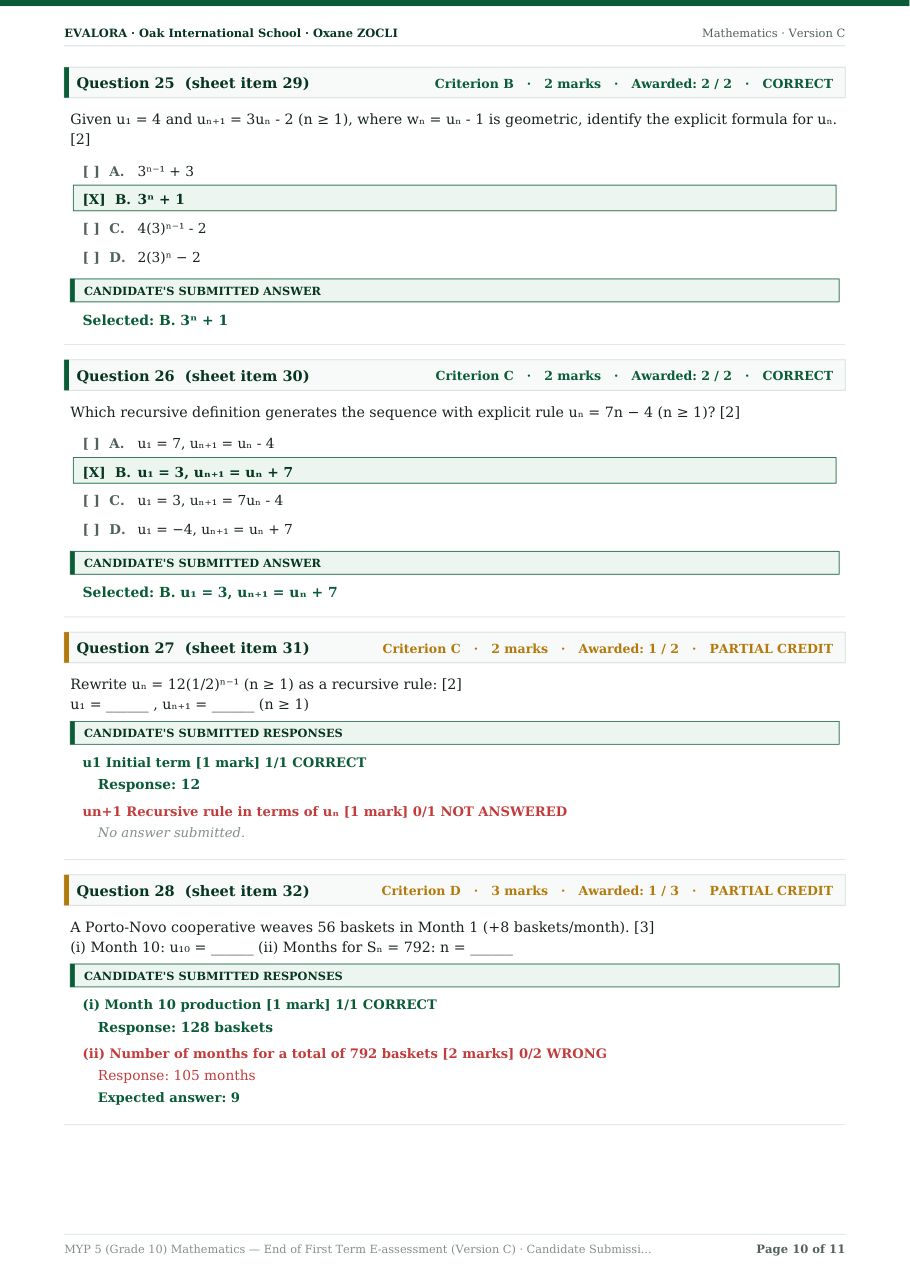 EVALORA · Oak International School · Oxane ZOCLI
Mathematics · Version C
Question 25 (sheet item 29)
Criterion B · 2 marks · Awarded: 2 / 2 · CORRECT
Given u₁ = 4 and uₙ₊₁ = 3uₙ - 2 (n ≥ 1), where wₙ = uₙ - 1 is geometric, identify the explicit formula for uₙ.
[2]
[ ] A. 3ⁿ⁻¹ + 3
[X] B. 3ⁿ + 1
[ ] C. 4(3)ⁿ⁻¹ - 2
[ ] D. 2(3)ⁿ − 2
CANDIDATE'S SUBMITTED ANSWER
Selected: B. 3ⁿ + 1
Question 26 (sheet item 30)
Criterion C · 2 marks · Awarded: 2 / 2 · CORRECT
Which recursive definition generates the sequence with explicit rule uₙ = 7n − 4 (n ≥ 1)? [2]
[ ] A. u₁ = 7, uₙ₊₁ = uₙ - 4
[X] B. u₁ = 3, uₙ₊₁ = uₙ + 7
[ ] C. u₁ = 3, uₙ₊₁ = 7uₙ - 4
[ ] D. u₁ = −4, uₙ₊₁ = uₙ + 7
CANDIDATE'S SUBMITTED ANSWER
Selected: B. u₁ = 3, uₙ₊₁ = uₙ + 7
Question 27 (sheet item 31)
Criterion C · 2 marks · Awarded: 1 / 2 · PARTIAL CREDIT
Rewrite uₙ = 12(1/2)ⁿ⁻¹ (n ≥ 1) as a recursive rule: [2]
u₁ = ______ , uₙ₊₁ = ______ (n ≥ 1)
CANDIDATE'S SUBMITTED RESPONSES
u1 Initial term [1 mark] 1/1 CORRECT
Response: 12
un+1 Recursive rule in terms of uₙ [1 mark] 0/1 NOT ANSWERED
No answer submitted.
Question 28 (sheet item 32)
Criterion D · 3 marks · Awarded: 1 / 3 · PARTIAL CREDIT
A Porto-Novo cooperative weaves 56 baskets in Month 1 (+8 baskets/month). [3]
(i) Month 10: u₁₀ = ______ (ii) Months for Sₙ = 792: n = ______
CANDIDATE'S SUBMITTED RESPONSES
(i) Month 10 production [1 mark] 1/1 CORRECT
Response: 128 baskets
(ii) Number of months for a total of 792 baskets [2 marks] 0/2 WRONG
Response: 105 months
Expected answer: 9
MYP 5 (Grade 10) Mathematics — End of First Term E-assessment (Version C) · Candidate Submissi...
Page 10 of 11